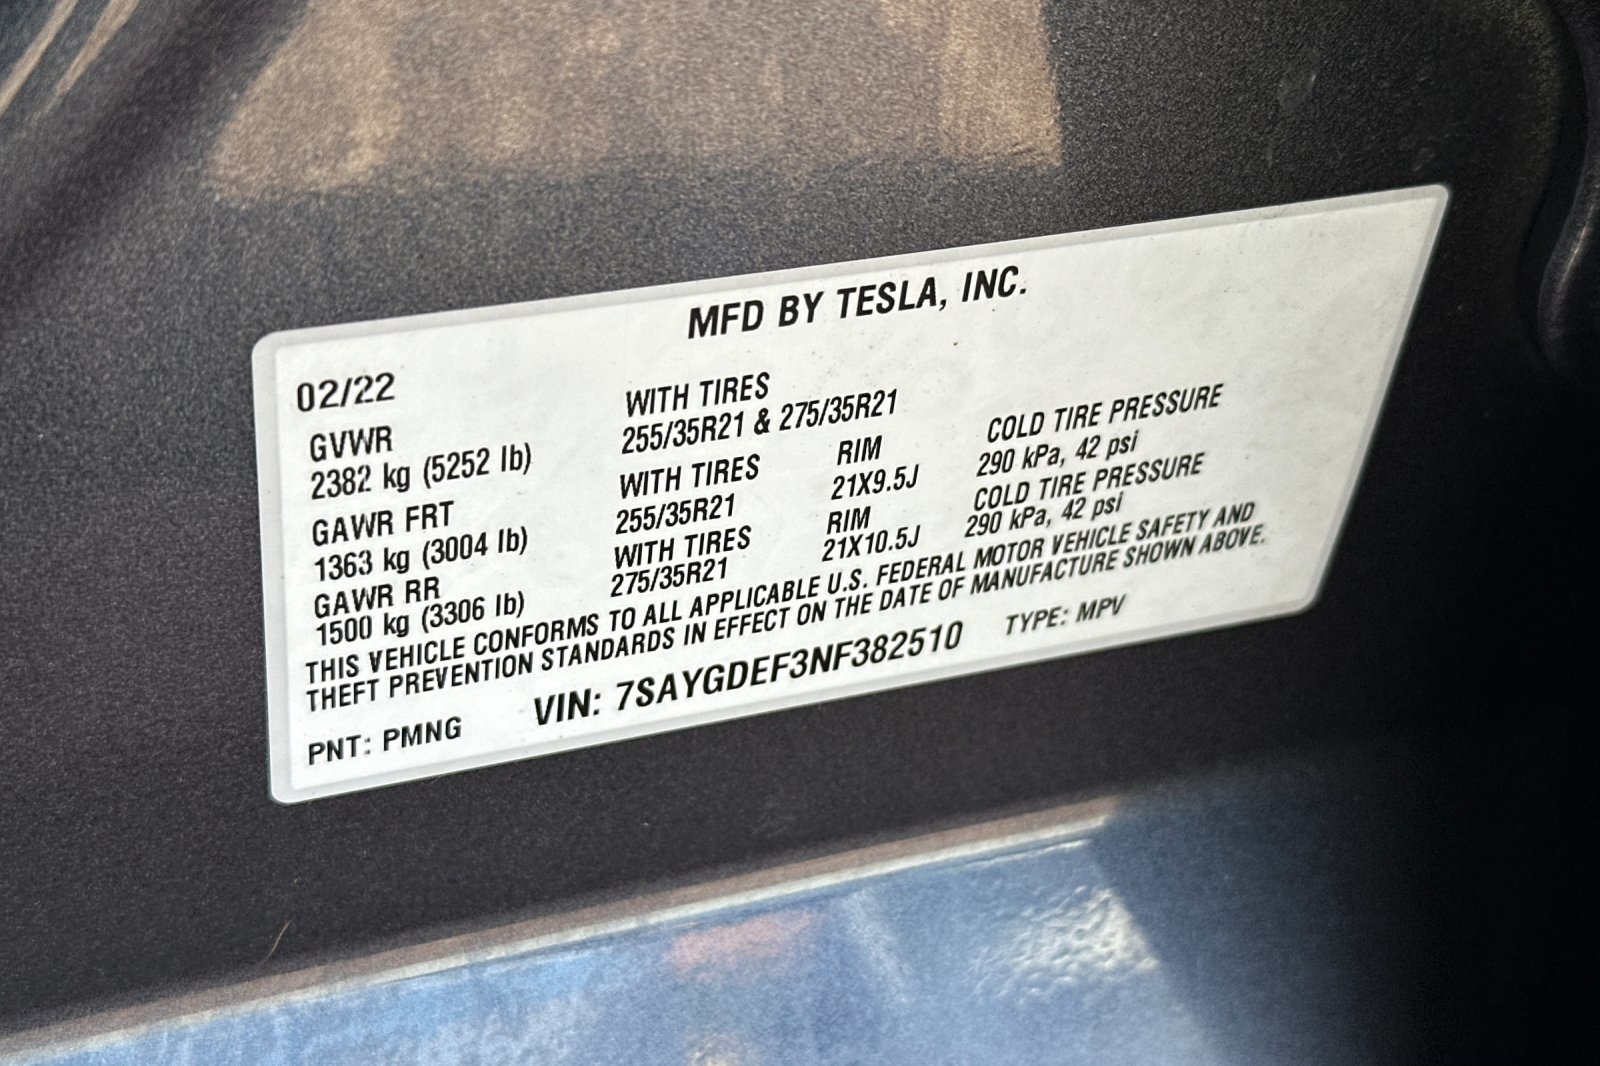 MFD BY TESLA, INC.
02/22
GVWR
2382 kg (5252 lb)
WITH TIRES
255/35R21 & 275/35R21
GAWR FRT
1363 kg (3004 lb)
WITH TIRES
255/35R21
RIM
21X9.5J
COLD TIRE PRESSURE
290 kPa, 42 psi
GAWR RR
1500 kg (3306 lb)
WITH TIRES
275/35R21
RIM
21X10.5J
COLD TIRE PRESSURE
290 kPa, 42 psi
THIS VEHICLE CONFORMS TO ALL APPLICABLE U.S. FEDERAL MOTOR VEHICLE SAFETY AND
THEFT PREVENTION STANDARDS IN EFFECT ON THE DATE OF MANUFACTURE SHOWN ABOVE.
PNT: PMNG
VIN: 7SAYGDEF3NF382510
TYPE: MPV